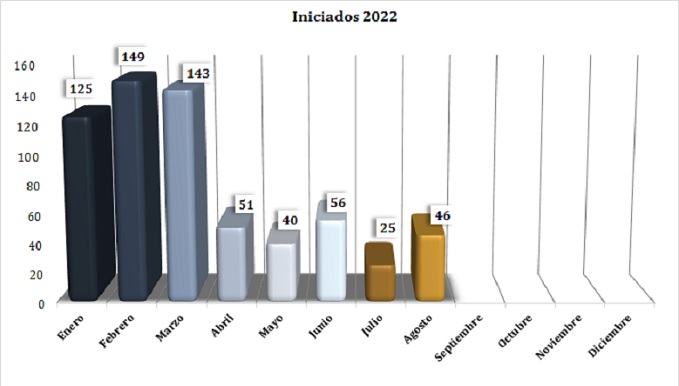 Iniciados 2022
160
140
120
100
80
60
40
20
0
125
149
143
51
40
56
25
46
Enero
Febrero
Marzo
Abril
Mayo
Junio
Julio
Agosto
Septiembre
Octubre
Noviembre
Diciembre